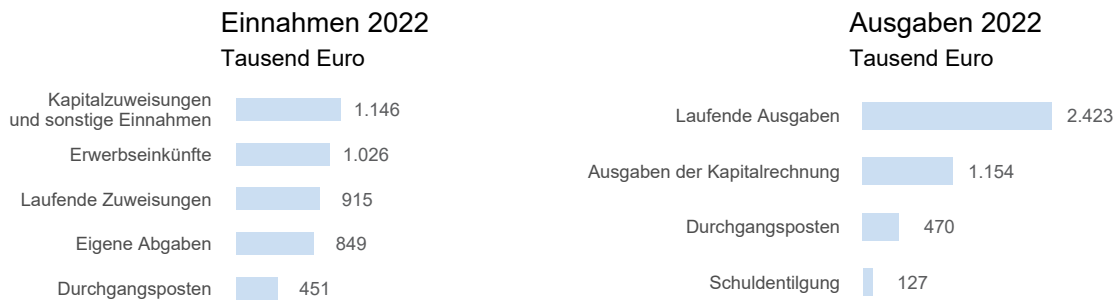 Einnahmen 2022
Tausend Euro
Kapitalzuweisungen
und sonstige Einnahmen
1.146
Erwerbseinkünfte
1.026
Laufende Zuweisungen
915
Eigene Abgaben
849
Durchgangsposten
451
Ausgaben 2022
Tausend Euro
Laufende Ausgaben
2.423
Ausgaben der Kapitalrechnung
1.154
Durchgangsposten
470
Schuldentilgung
127